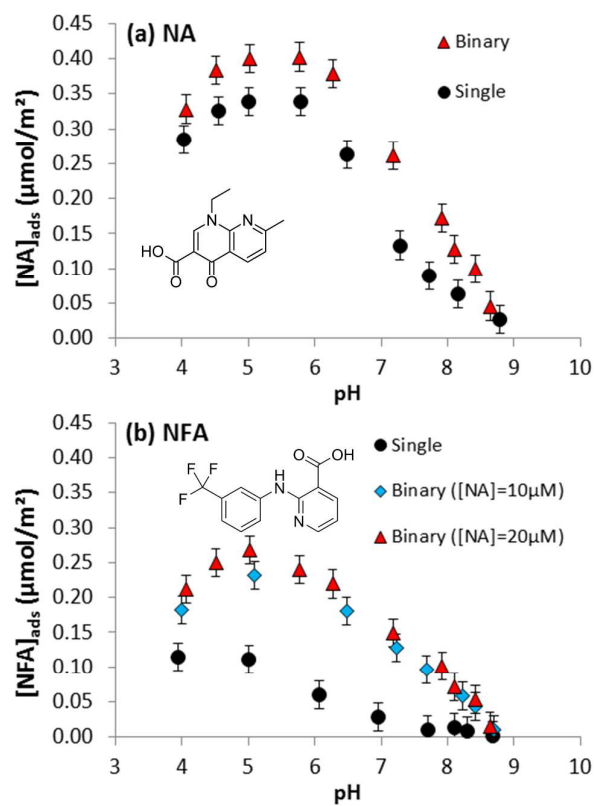 (a) NA
Binary
Single
[NA]ads (µmol/m²)
0.45
0.40
0.35
0.30
0.25
0.20
0.15
0.10
0.05
0.00
N
N
HO
O
O
3 4 5 6 7 8 9 10
pH
(b) NFA
Single
Binary ([NA]=10µM)
Binary ([NA]=20µM)
[NFA]ads (µmol/m²)
0.45
0.40
0.35
0.30
0.25
0.20
0.15
0.10
0.05
0.00
O OH
F F
F
H
N
N
3 4 5 6 7 8 9 10
pH